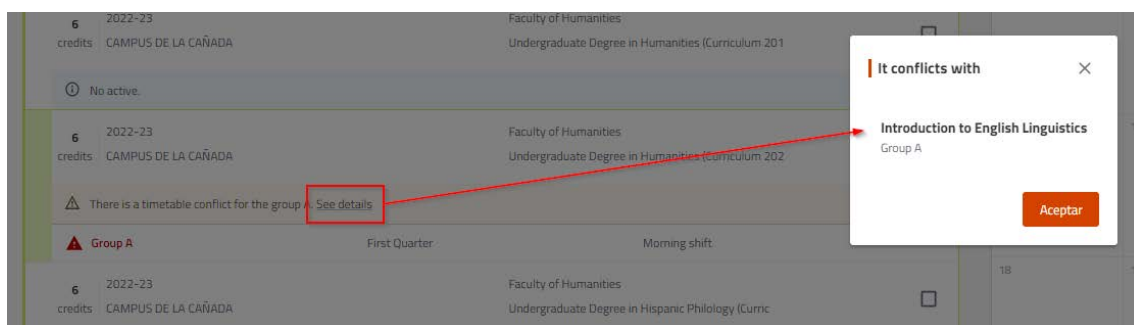 6 2022-23 Faculty of Humanities
credits CAMPUS DE LA CAÑADA Undergraduate Degree in Humanities (Curriculum 201
No active.
6 2022-23 Faculty of Humanities
credits CAMPUS DE LA CAÑADA Undergraduate Degree in Humanities (Curriculum 202
There is a timetable conflict for the group A. See details
Group A First Quarter Morning shift
6 2022-23 Faculty of Humanities
credits CAMPUS DE LA CAÑADA Undergraduate Degree in Hispanic Philology (Curric
It conflicts with
Introduction to English Linguistics
Group A
Aceptar
18